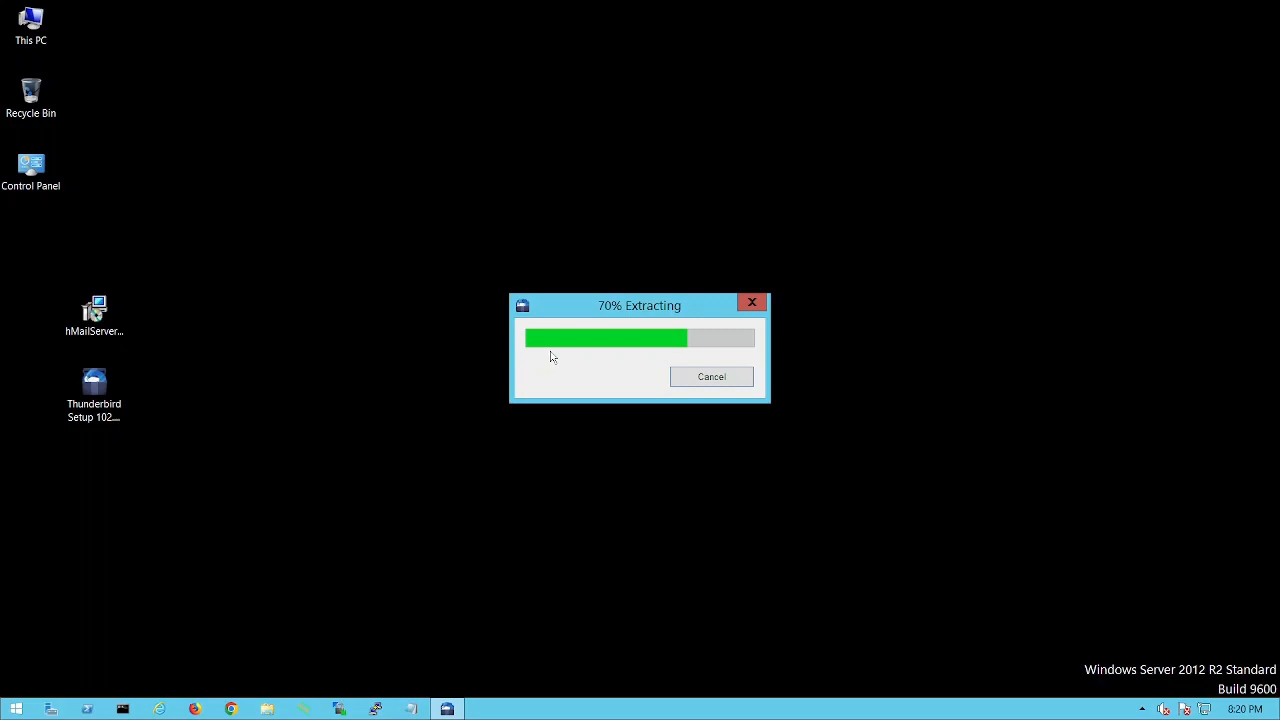 This PC
Recycle Bin
Control Panel
hMailServer...
Thunderbird
Setup 102....
70% Extracting
X
Cancel
Windows Server 2012 R2 Standard
Build 9600
8:20 PM